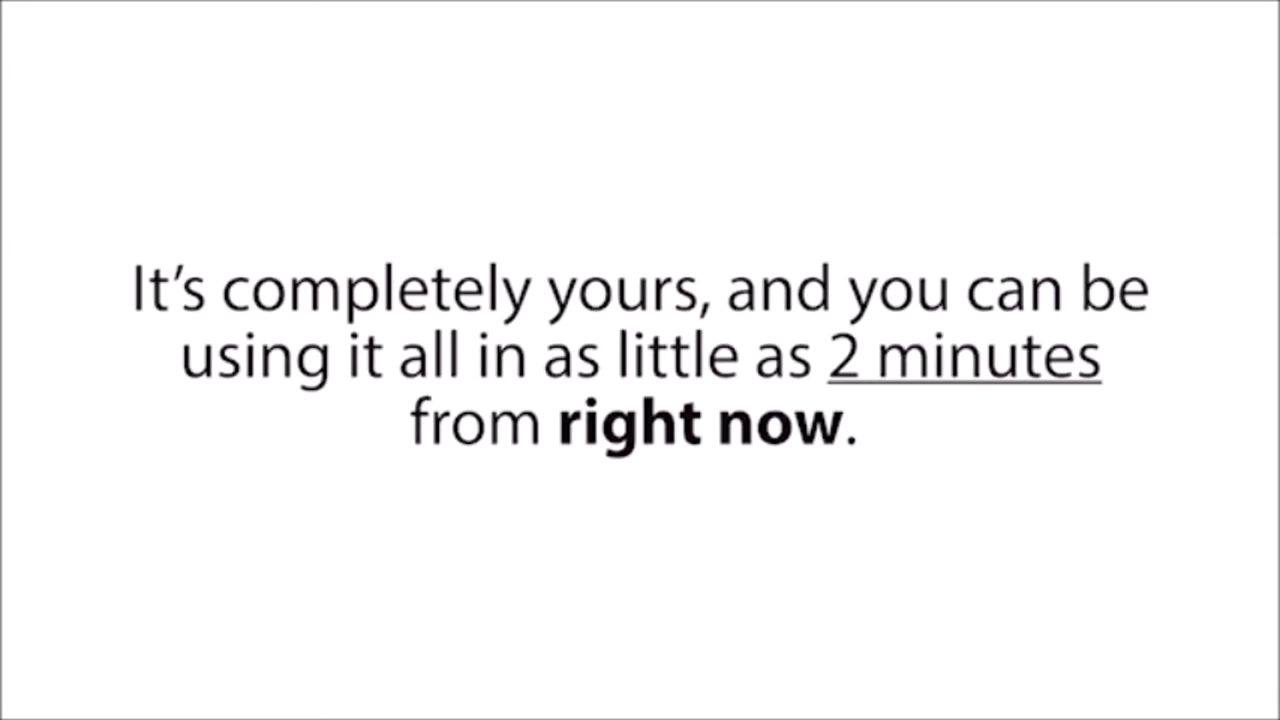 It’s completely yours, and you can be
using it all in as little as 2 minutes
from right now.